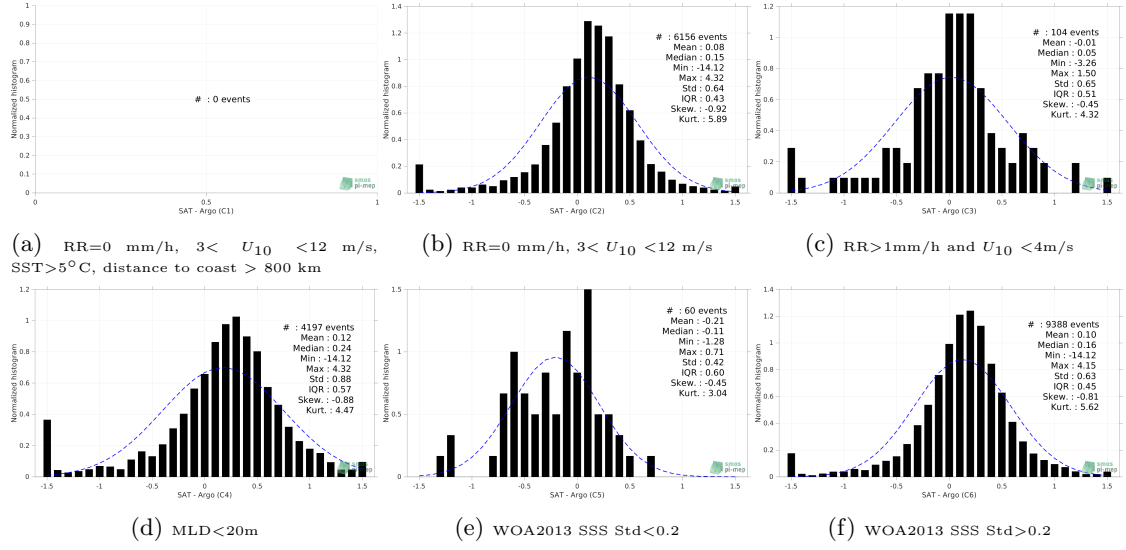 1
0.9
0.8
0.7
0.6
0.5
0.4
0.3
0.2
0.1
0
Normalized histogram
# : 0 events
smos
pi-mep
0 0.5 1
SAT - Argo (C1)
1.4
1.2
1
0.8
0.6
0.4
0.2
0
Normalized histogram
# : 6156 events
Mean : 0.08
Median : 0.15
Min : -14.12
Max : 4.32
Std : 0.64
IQR : 0.43
Skew. : -0.92
Kurt. : 5.89
smos
pi-mep
-1.5 -1 -0.5 0 0.5 1 1.5
SAT - Argo (C2)
1.2
1
0.8
0.6
0.4
0.2
0
Normalized histogram
# : 104 events
Mean : -0.01
Median : 0.05
Min : -3.26
Max : 1.50
Std : 0.65
IQR : 0.51
Skew. : -0.45
Kurt. : 4.32
smos
pi-mep
-1.5 -1 -0.5 0 0.5 1 1.5
SAT - Argo (C3)
(a) RR=0 mm/h, 3< U10 <12 m/s,
SST>5°C, distance to coast > 800 km
(b) RR=0 mm/h, 3< U10 <12 m/s
(c) RR>1mm/h and U10 <4m/s
1.2
1
0.8
0.6
0.4
0.2
0
Normalized histogram
# : 4197 events
Mean : 0.12
Median : 0.24
Min : -14.12
Max : 4.32
Std : 0.88
IQR : 0.57
Skew. : -0.88
Kurt. : 4.47
smos
pi-mep
-1.5 -1 -0.5 0 0.5 1 1.5
SAT - Argo (C4)
1.5
1
0.5
0
Normalized histogram
# : 60 events
Mean : -0.21
Median : -0.11
Min : -1.28
Max : 0.71
Std : 0.42
IQR : 0.60
Skew. : -0.45
Kurt. : 3.04
smos
pi-mep
-1.5 -1 -0.5 0 0.5 1 1.5
SAT - Argo (C5)
1.4
1.2
1
0.8
0.6
0.4
0.2
0
Normalized histogram
# : 9388 events
Mean : 0.10
Median : 0.16
Min : -14.12
Max : 4.15
Std : 0.63
IQR : 0.45
Skew. : -0.81
Kurt. : 5.62
smos
pi-mep
-1.5 -1 -0.5 0 0.5 1 1.5
SAT - Argo (C6)
(d) MLD<20m
(e) WOA2013 SSS Std<0.2
(f) WOA2013 SSS Std>0.2